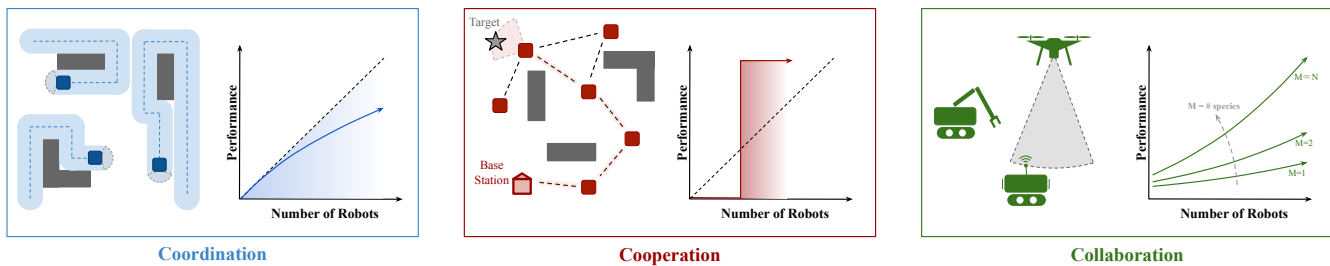 Performance
Number of Robots
Coordination
Target
Base
Station
Performance
Number of Robots
Cooperation
Performance
M = # species
M∝N
M=2
M=1
Number of Robots
Collaboration